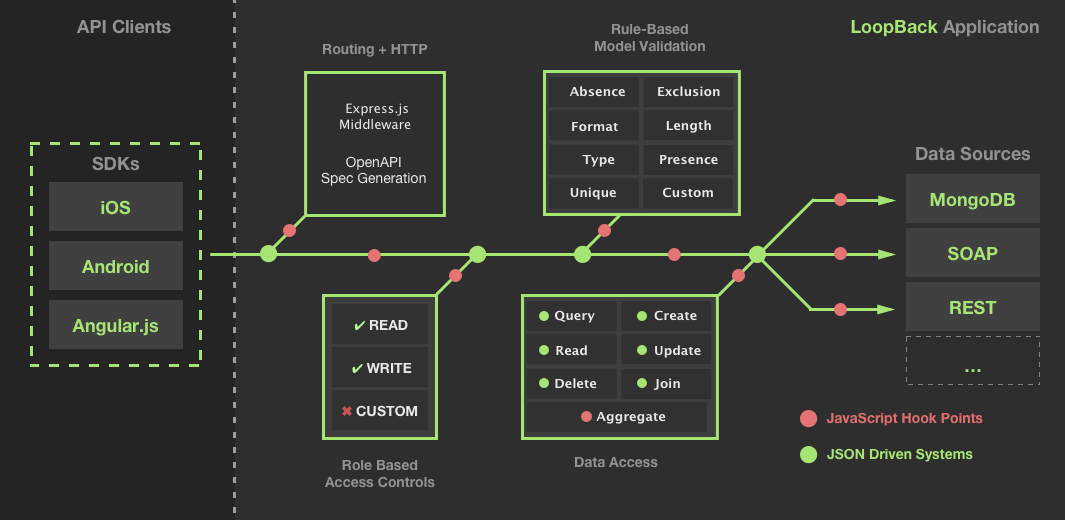 API Clients
LoopBack Application
Routing + HTTP
Rule-Based
Model Validation
Express.js
Middleware
OpenAPI
Spec Generation
Absence
Exclusion
Format
Length
Type
Presence
Unique
Custom
SDKs
iOS
Android
Angular.js
Data Sources
MongoDB
SOAP
REST
...
✔ READ
✔ WRITE
✖ CUSTOM
Role Based
Access Controls
Query
Create
Read
Update
Delete
Join
Aggregate
Data Access
JavaScript Hook Points
JSON Driven Systems